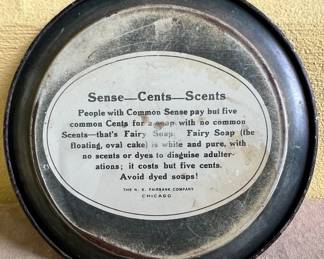 Sense—Cents—Scents
People with Common Sense pay but five
common Cents for a soap with no common
Scents—that's Fairy Soap. Fairy Soap (the
floating, oval cake) is white and pure, with
no scents or dyes to disguise adulter-
ations; it costs but five cents.
Avoid dyed soaps!
THE N. K. FAIRBANK COMPANY
CHICAGO